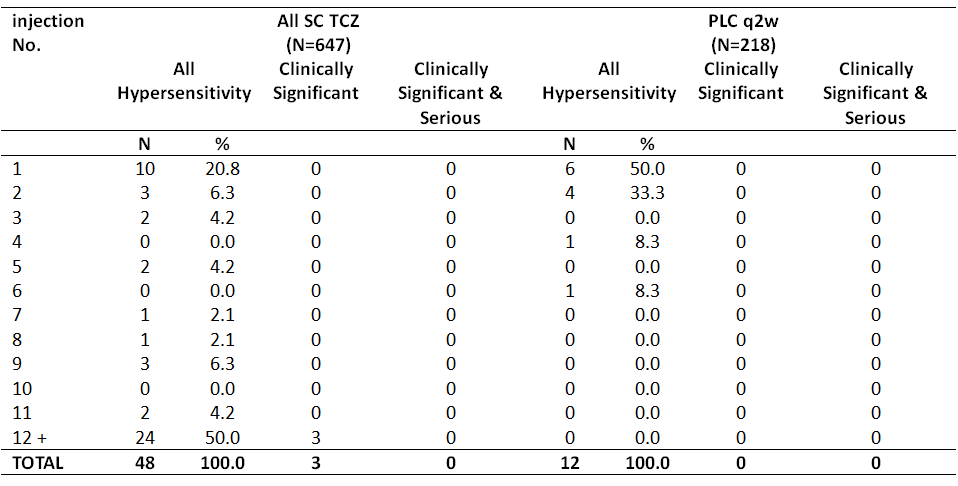 injection All SC TCZ PLC q2w
No. (N=647) (N=218)
All Clinically Clinically All Clinically Clinically
Hypersensitivity Significant Significant & Hypersensitivity Significant Significant &
Serious Serious
N % N %
1 10 20.8 0 0 6 50.0 0 0
2 3 6.3 0 0 4 33.3 0 0
3 2 4.2 0 0 0 0.0 0 0
4 0 0.0 0 0 1 8.3 0 0
5 2 4.2 0 0 0 0.0 0 0
6 0 0.0 0 0 1 8.3 0 0
7 1 2.1 0 0 0 0.0 0 0
8 1 2.1 0 0 0 0.0 0 0
9 3 6.3 0 0 0 0.0 0 0
10 0 0.0 0 0 0 0.0 0 0
11 2 4.2 0 0 0 0.0 0 0
12 + 24 50.0 3 0 0 0.0 0 0
TOTAL 48 100.0 3 0 12 100.0 0 0